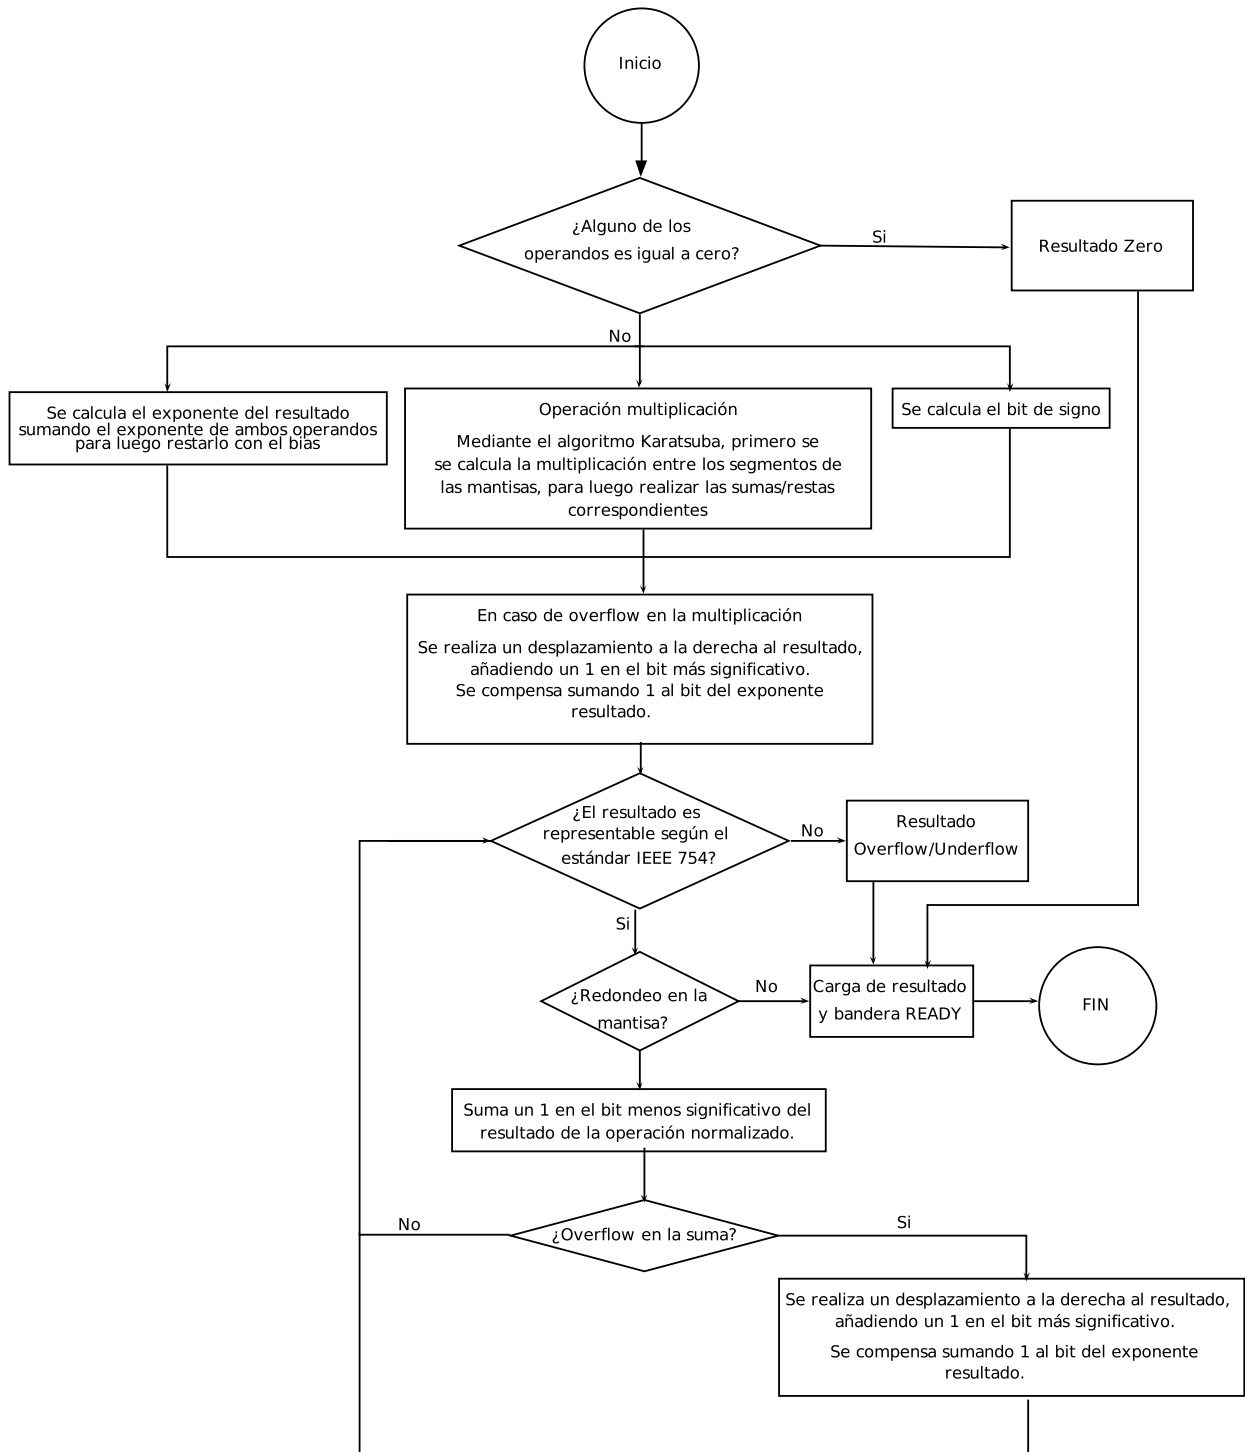 Inicio
¿Alguno de los
operandos es igual a cero?
Si
Resultado Zero
No
Se calcula el exponente del resultado
sumando el exponente de ambos operandos
para luego restarlo con el bias
Operación multiplicación
Mediante el algoritmo Karatsuba, primero se
se calcula la multiplicación entre los segmentos de
las mantisas, para luego realizar las sumas/restas
correspondientes
Se calcula el bit de signo
En caso de overflow en la multiplicación
Se realiza un desplazamiento a la derecha al resultado,
añadiendo un 1 en el bit más significativo.
Se compensa sumando 1 al bit del exponente
resultado.
¿El resultado es
representable según el
estándar IEEE 754?
No
Resultado
Overflow/Underflow
Si
¿Redondeo en la
mantisa?
No
Carga de resultado
y bandera READY
FIN
Suma un 1 en el bit menos significativo del
resultado de la operación normalizado.
¿Overflow en la suma?
No
Si
Se realiza un desplazamiento a la derecha al resultado,
añadiendo un 1 en el bit más significativo.
Se compensa sumando 1 al bit del exponente
resultado.